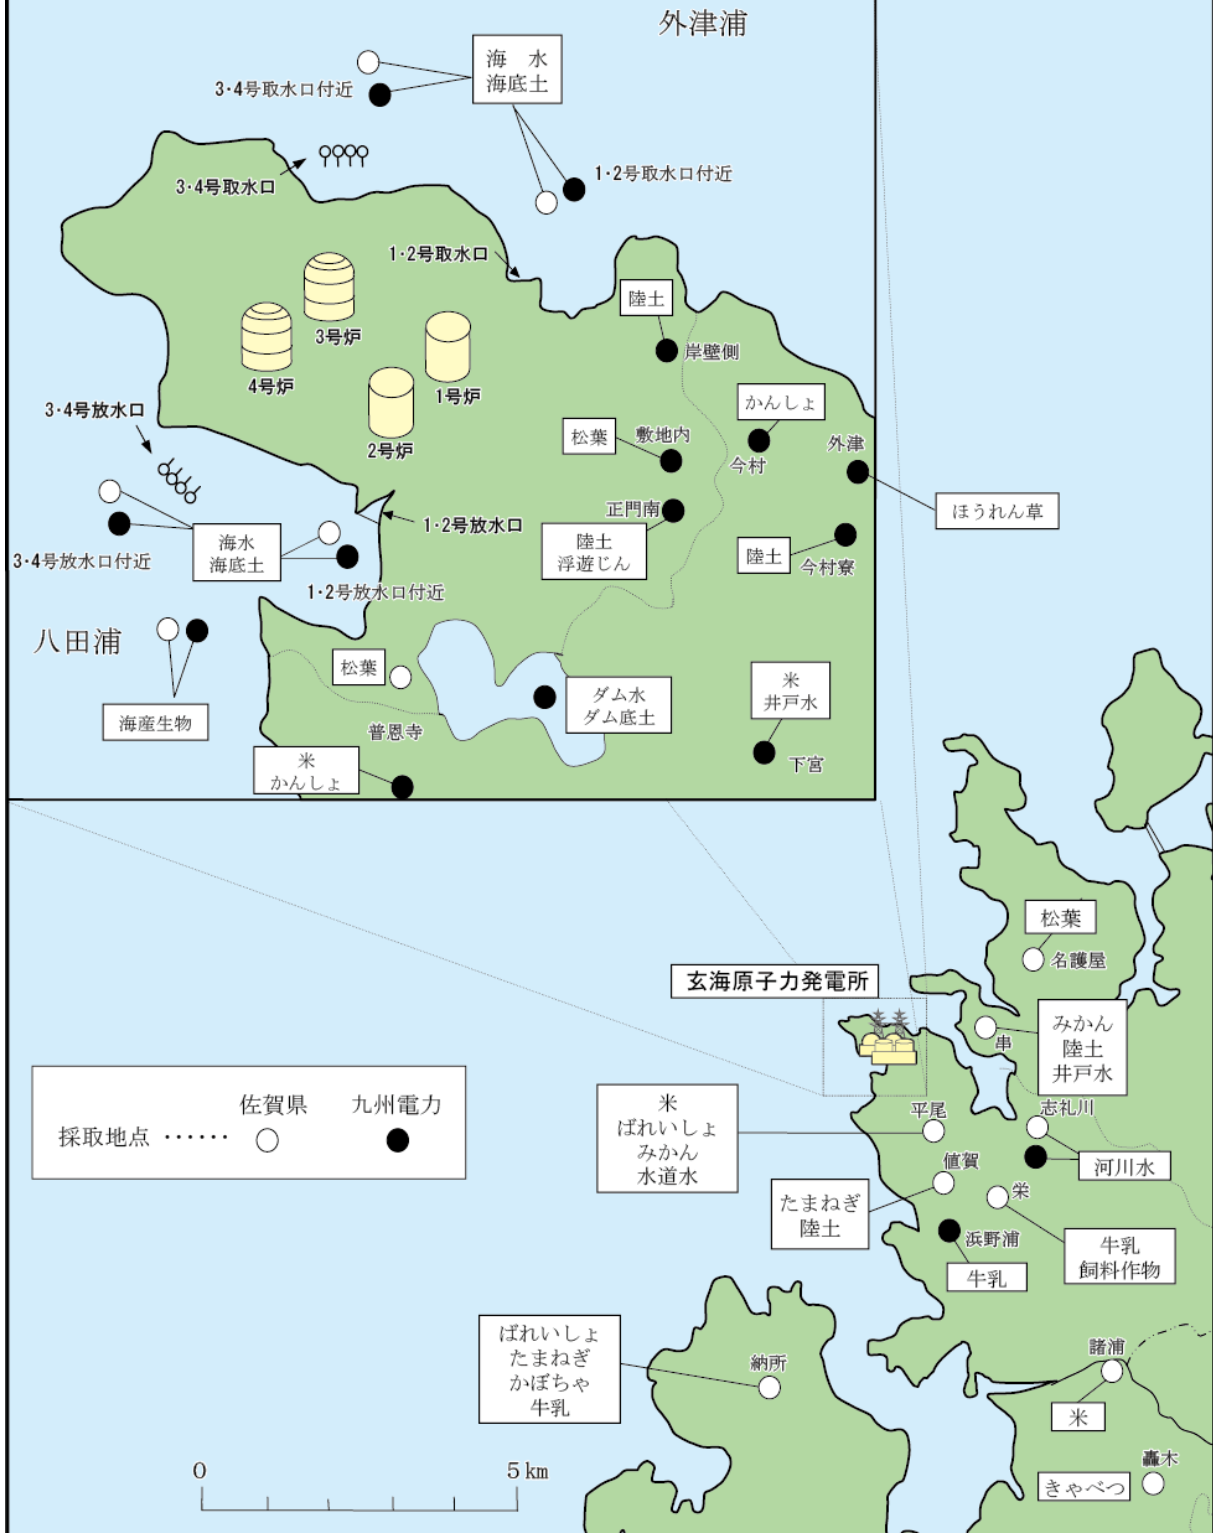 外津浦
海 水
海底土
3・4号取水口付近
1・2号取水口付近
3・4号取水口
1・2号取水口
陸土
岸壁側
3号炉
4号炉
1号炉
2号炉
かんしょ
今村
外津
ほうれん草
松葉
敷地内
正門南
陸土
浮遊じん
陸土
今村寮
3・4号放水口
1・2号放水口
海水
海底土
3・4号放水口付近
1・2号放水口付近
八田浦
海産生物
松葉
普恩寺
米
かんしょ
ダム水
ダム底土
米
井戸水
下宮
松葉
名護屋
玄海原子力発電所
みかん
陸土
井戸水
串
佐賀県 九州電力
採取地点 ‥‥‥
米
ばれいしょ
みかん
水道水
平尾
志礼川
河川水
値賀
たまねぎ
陸土
栄
牛乳
飼料作物
浜野浦
牛乳
ばれいしょ
たまねぎ
かぼちゃ
牛乳
納所
諸浦
米
轟木
きゃべつ
0 5 km